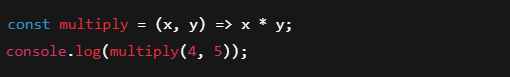 const multiply = (x, y) => x * y;
console.log(multiply(4, 5));